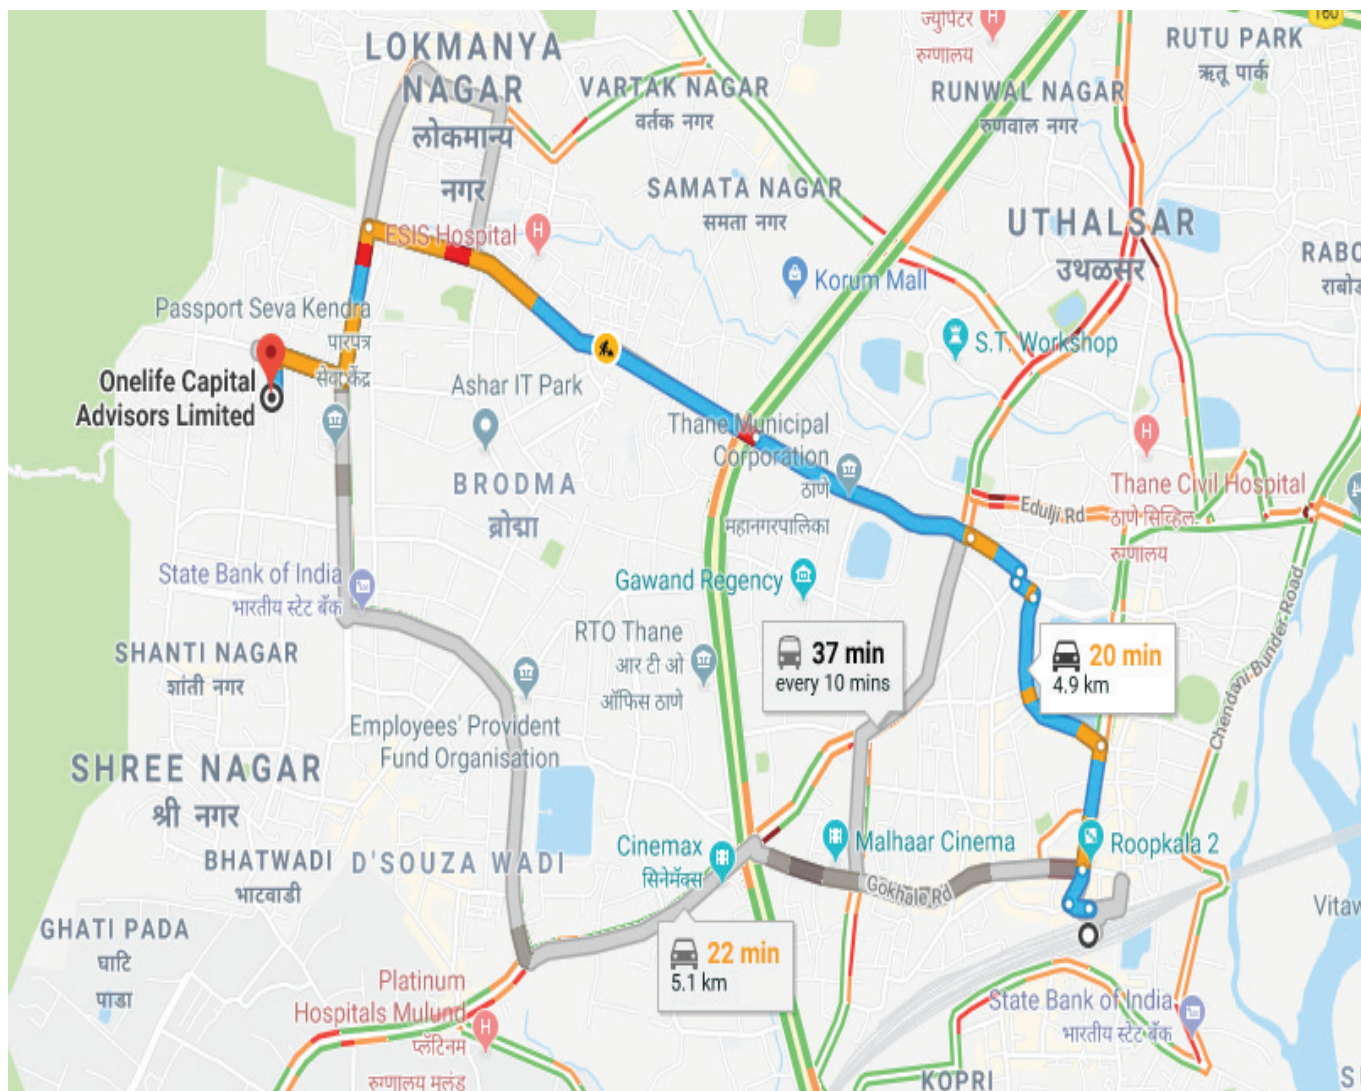 ज्युपिटर
रुग्णालय
160
LOKMANYA
NAGAR
लोकमान्य
नगर
VARTAK NAGAR
वर्तक नगर
RUNWAL NAGAR
रुणवाल नगर
RUTU PARK
ऋतू पार्क
SAMATA NAGAR
समता नगर
UTHALSAR
उथळसर
RABO
राबोड
ESIS Hospital
Korum Mall
S.T. Workshop
Passport Seva Kendra
पारपत्र
सेवा केंद्र
Onelife Capital
Advisors Limited
Ashar IT Park
Thane Municipal
Corporation
ठाणे
महानगरपालिका
BRODMA
ब्रोद्मा
Edulji Rd
Thane Civil Hospital
ठाणे सिव्हिल
रुग्णालय
State Bank of India
भारतीय स्टेट बँक
Gawand Regency
SHANTI NAGAR
शांती नगर
RTO Thane
आर टी ओ
ऑफिस ठाणे
37 min
every 10 mins
20 min
4.9 km
Chendani Bunder Road
Employees' Provident
Fund Organisation
SHREE NAGAR
श्री नगर
BHATWADI
भाटवाडी
D'SOUZA WADI
Cinemax
सिनेमॅक्स
Malhaar Cinema
Roopkala 2
Gokhale Rd
GHATI PADA
घाटि
पाडा
Vitaw
22 min
5.1 km
Platinum
Hospitals Mulund
प्लॅटिनम
रुग्णालय मुलंड
State Bank of India
भारतीय स्टेट बँक
KOPRI